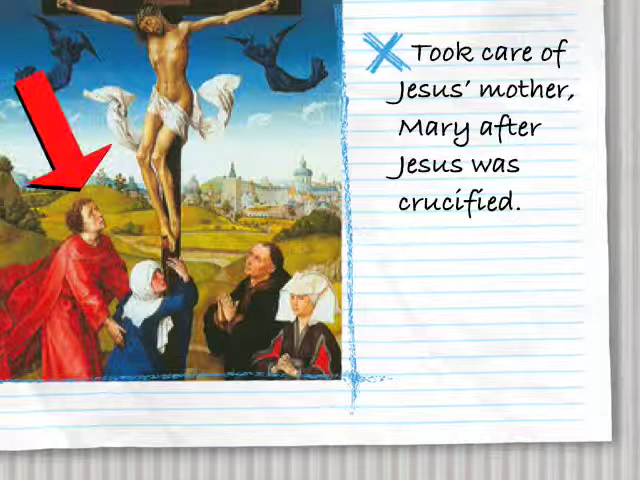 Took care of
Jesus' mother,
Mary after
Jesus was
crucified.